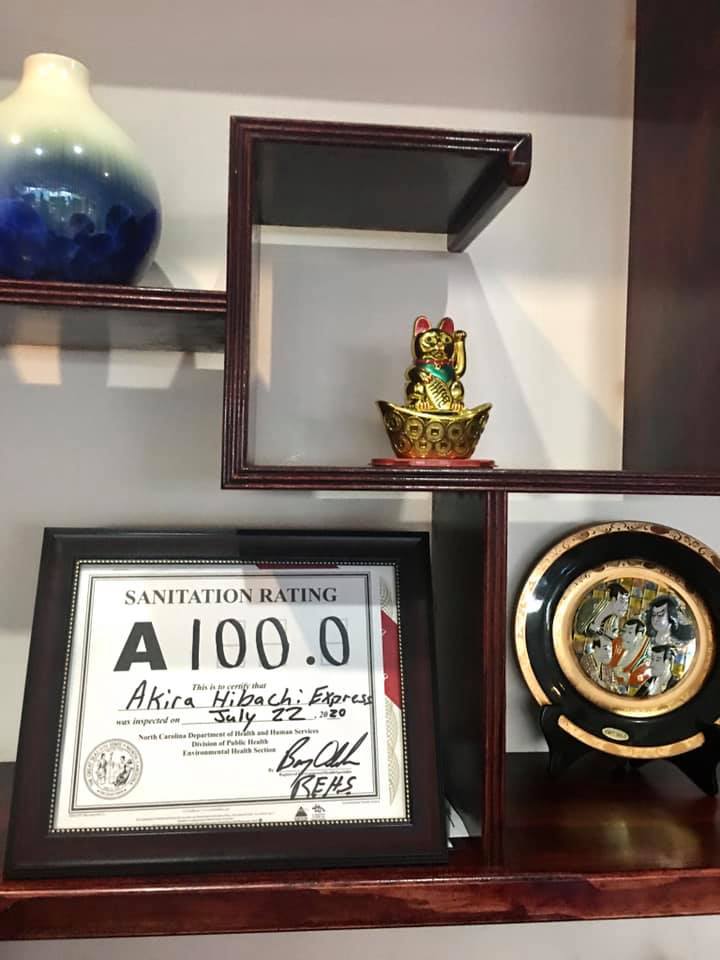 SANITATION RATING
A 100.0
This is to certify that
Akira Hibachi Express
was inspected on July 22, 2020
North Carolina Department of Health and Human Services
Division of Public Health
Environmental Health Section
By
R.E.H.S.